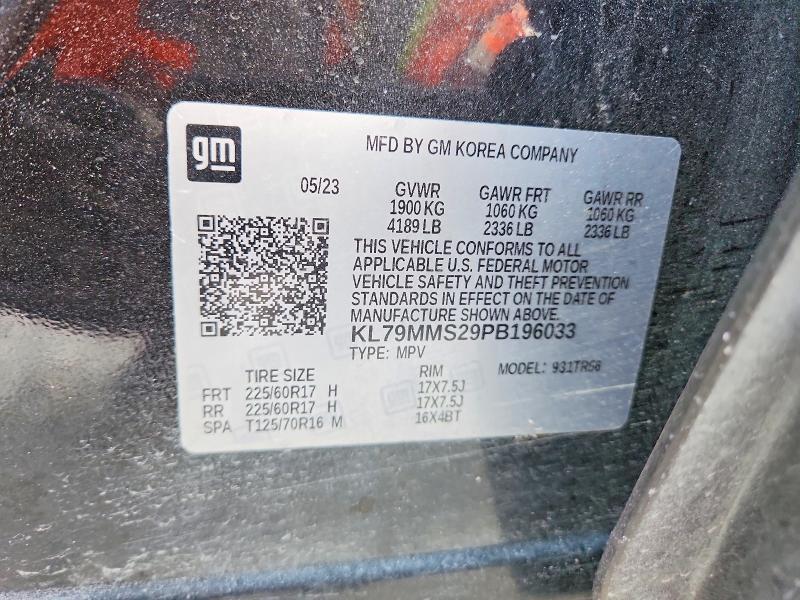 gm
MFD BY GM KOREA COMPANY
05/23 GVWR GAWR FRT GAWR RR
1900 KG 1060 KG 1060 KG
4189 LB 2336 LB 2336 LB
THIS VEHICLE CONFORMS TO ALL
APPLICABLE U.S. FEDERAL MOTOR
VEHICLE SAFETY AND THEFT PREVENTION
STANDARDS IN EFFECT ON THE DATE OF
MANUFACTURE SHOWN ABOVE.
KL79MMS29PB196033
TYPE: MPV MODEL: 931TR56
TIRE SIZE RIM
FRT 225/60R17 H 17X7.5J
RR 225/60R17 H 17X7.5J
SPA T125/70R16 M 16X4BT